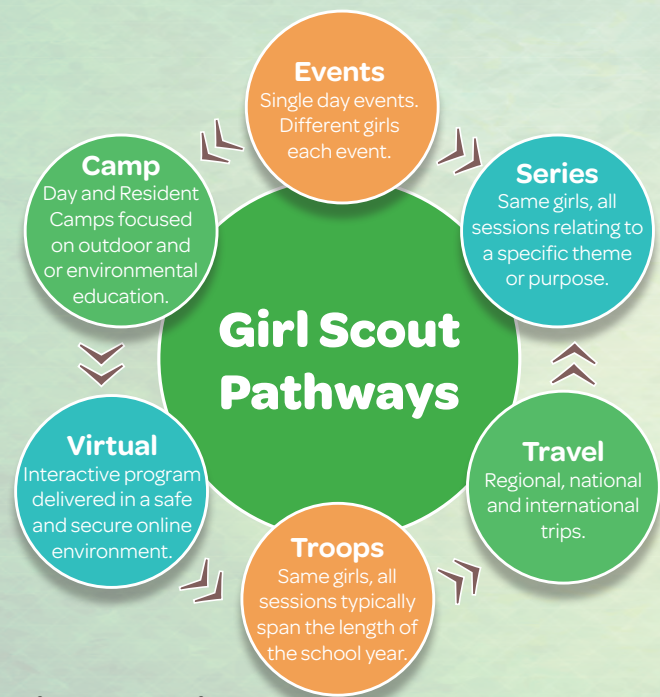 Events
Single day events.
Different girls
each event.
Camp
Day and Resident
Camps focused
on outdoor and
or environmental
education.
Series
Same girls, all
sessions relating to
a specific theme
or purpose.
Girl Scout
Pathways
Virtual
Interactive program
delivered in a safe
and secure online
environment.
Travel
Regional, national
and international
trips.
Troops
Same girls, all
sessions typically
span the length of
the school year.